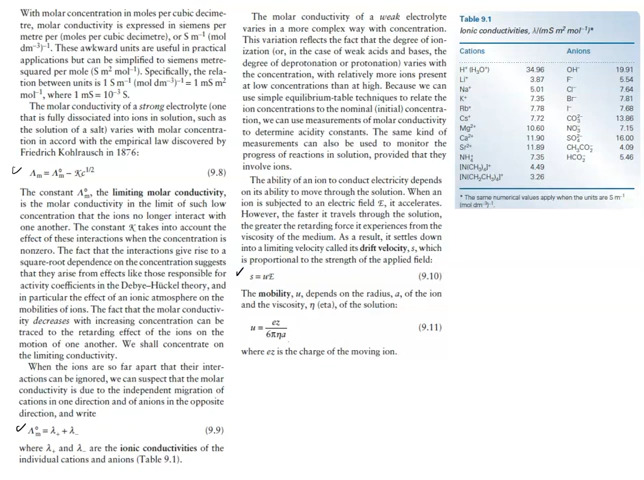 With molar concentration in moles per cubic decime-
tre, molar conductivity is expressed in siemens per
metre per (moles per cubic decimetre), or S m⁻¹ (mol
dm⁻³)⁻¹. These awkward units are useful in practical
applications but can be simplified to siemens metre-
squared per mole (S m² mol⁻¹). Specifically, the rela-
tion between units is 1 S m⁻¹ (mol dm⁻³)⁻¹ = 1 mS m²
mol⁻¹, where 1 mS = 10⁻³ S.
The molar conductivity of a strong electrolyte (one
that is fully dissociated into ions in solution, such as
the solution of a salt) varies with molar concentra-
tion in accord with the empirical law discovered by
Friedrich Kohlrausch in 1876:
✓ Λm = Λ°m − 𝒦c^1/2 (9.8)
The constant Λ°m, the limiting molar conductivity,
is the molar conductivity in the limit of such low
concentration that the ions no longer interact with
one another. The constant 𝒦 takes into account the
effect of these interactions when the concentration is
nonzero. The fact that the interactions give rise to a
square-root dependence on the concentration suggests
that they arise from effects like those responsible for
activity coefficients in the Debye–Hückel theory, and
in particular the effect of an ionic atmosphere on the
mobilities of ions. The fact that the molar conductiv-
ity decreases with increasing concentration can be
traced to the retarding effect of the ions on the
motion of one another. We shall concentrate on
the limiting conductivity.
When the ions are so far apart that their inter-
actions can be ignored, we can suspect that the molar
conductivity is due to the independent migration of
cations in one direction and of anions in the opposite
direction, and write
✓ Λ°m = λ₊ + λ₋ (9.9)
where λ₊ and λ₋ are the ionic conductivities of the
individual cations and anions (Table 9.1).
The molar conductivity of a weak electrolyte
varies in a more complex way with concentration.
This variation reflects the fact that the degree of ion-
ization (or, in the case of weak acids and bases, the
degree of deprotonation or protonation) varies with
the concentration, with relatively more ions present
at low concentrations than at high. Because we can
use simple equilibrium-table techniques to relate the
ion concentrations to the nominal (initial) concentra-
tion, we can use measurements of molar conductivity
to determine acidity constants. The same kind of
measurements can also be used to monitor the
progress of reactions in solution, provided that they
involve ions.
The ability of an ion to conduct electricity depends
on its ability to move through the solution. When an
ion is subjected to an electric field ℰ, it accelerates.
However, the faster it travels through the solution,
the greater the retarding force it experiences from the
viscosity of the medium. As a result, it settles down
into a limiting velocity called its drift velocity, s, which
is proportional to the strength of the applied field:
✓ s = uℰ (9.10)
The mobility, u, depends on the radius, a, of the ion
and the viscosity, η (eta), of the solution:
u = ez/6πηa (9.11)
where ez is the charge of the moving ion.
Table 9.1
Ionic conductivities, λ/(mS m² mol⁻¹)*
Cations Anions
H⁺ (H₃O⁺) 34.96 OH⁻ 19.91
Li⁺ 3.87 F⁻ 5.54
Na⁺ 5.01 Cl⁻ 7.64
K⁺ 7.35 Br⁻ 7.81
Rb⁺ 7.78 I⁻ 7.68
Cs⁺ 7.72 CO₃²⁻ 13.86
Mg²⁺ 10.60 NO₃⁻ 7.15
Ca²⁺ 11.90 SO₄²⁻ 16.00
Sr²⁺ 11.89 CH₃CO₂⁻ 4.09
NH₄⁺ 7.35 HCO₃⁻ 5.46
[N(CH₃)₄]⁺ 4.49
[N(CH₂CH₃)₄]⁺ 3.26
* The same numerical values apply when the units are S m⁻¹
(mol dm⁻³)⁻¹.